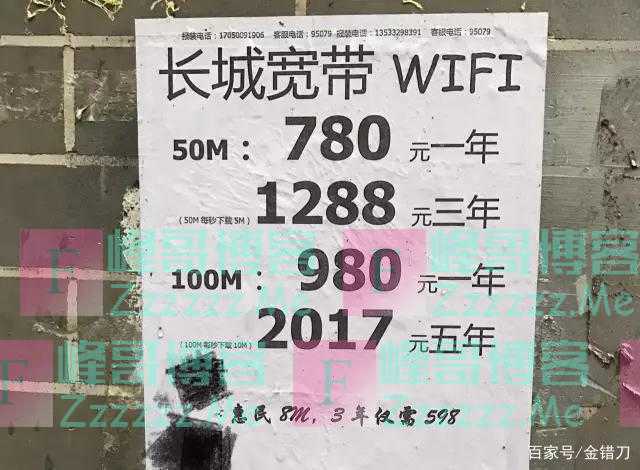 报装电话：17050091906 客服电话：95079 报装电话：13533298391 客服电话：95079
长城宽带 WIFI
50M： 780 元一年
（50M 每秒下载 5M） 1288 元三年
峰哥博客
Zzzzzz.Me
F
峰哥博客
Zzzzzz.Me
100M： 980 元一年
（100M 每秒下载 10M） 2017 元五年
F
峰哥博客
Zzzzzz.Me
F
峰哥博客
Zzzzzz.Me
惠民 8M，3 年仅需 598
百家号/金错刀